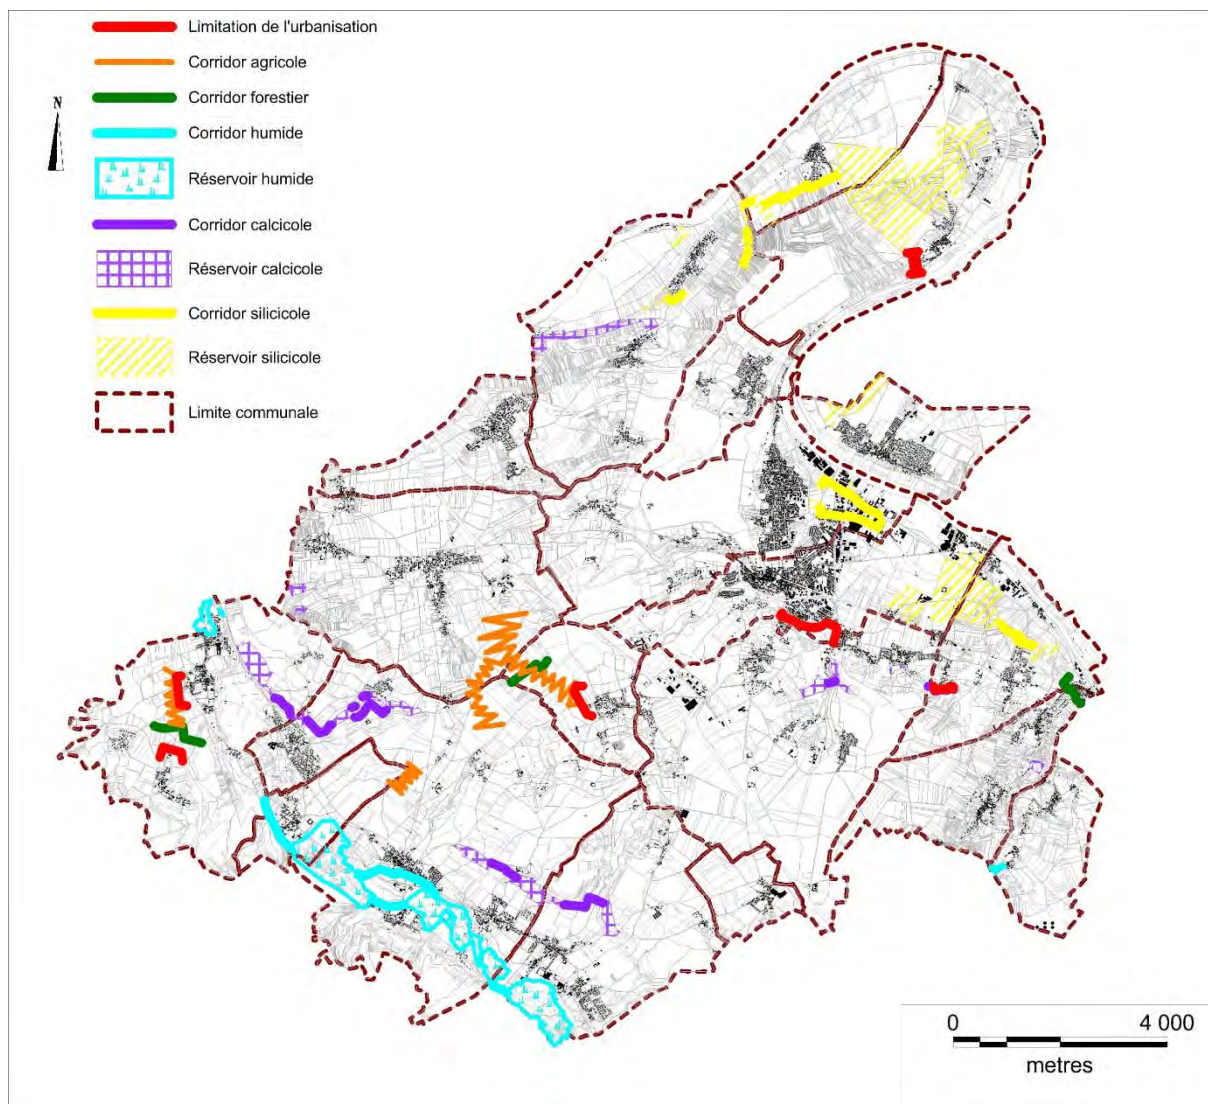 Limitation de l'urbanisation
Corridor agricole
Corridor forestier
N
Corridor humide
Réservoir humide
Corridor calcicole
Réservoir calcicole
Corridor silicicole
Réservoir silicicole
Limite communale
0 4 000
metres